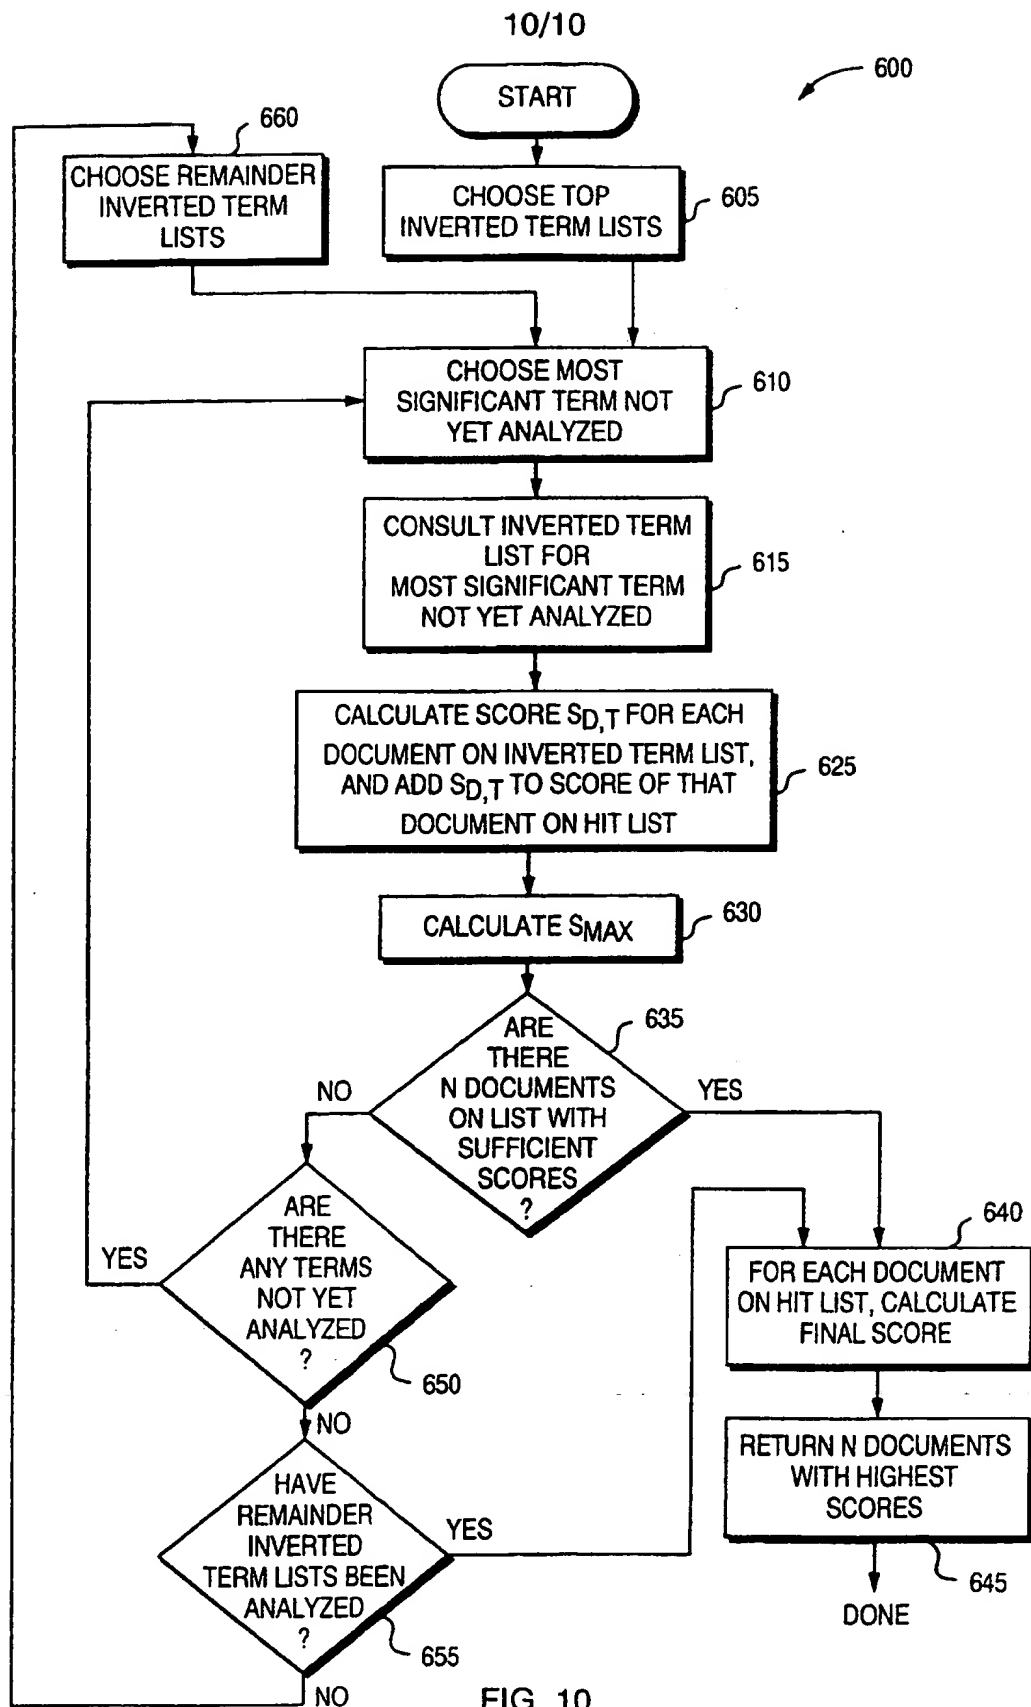 10/10
600
START
660
CHOOSE REMAINDER
INVERTED TERM
LISTS
CHOOSE TOP
INVERTED TERM LISTS
605
CHOOSE MOST
SIGNIFICANT TERM NOT
YET ANALYZED
610
CONSULT INVERTED TERM
LIST FOR
MOST SIGNIFICANT TERM
NOT YET ANALYZED
615
CALCULATE SCORE SD,T FOR EACH
DOCUMENT ON INVERTED TERM LIST,
AND ADD SD,T TO SCORE OF THAT
DOCUMENT ON HIT LIST
625
CALCULATE SMAX
630
ARE
THERE
N DOCUMENTS
ON LIST WITH
SUFFICIENT
SCORES
?
635
NO
YES
ARE
THERE
ANY TERMS
NOT YET
ANALYZED
?
YES
650
NO
640
FOR EACH DOCUMENT
ON HIT LIST, CALCULATE
FINAL SCORE
RETURN N DOCUMENTS
WITH HIGHEST
SCORES
645
DONE
HAVE
REMAINDER
INVERTED
TERM LISTS BEEN
ANALYZED
?
YES
655
NO
FIG. 10